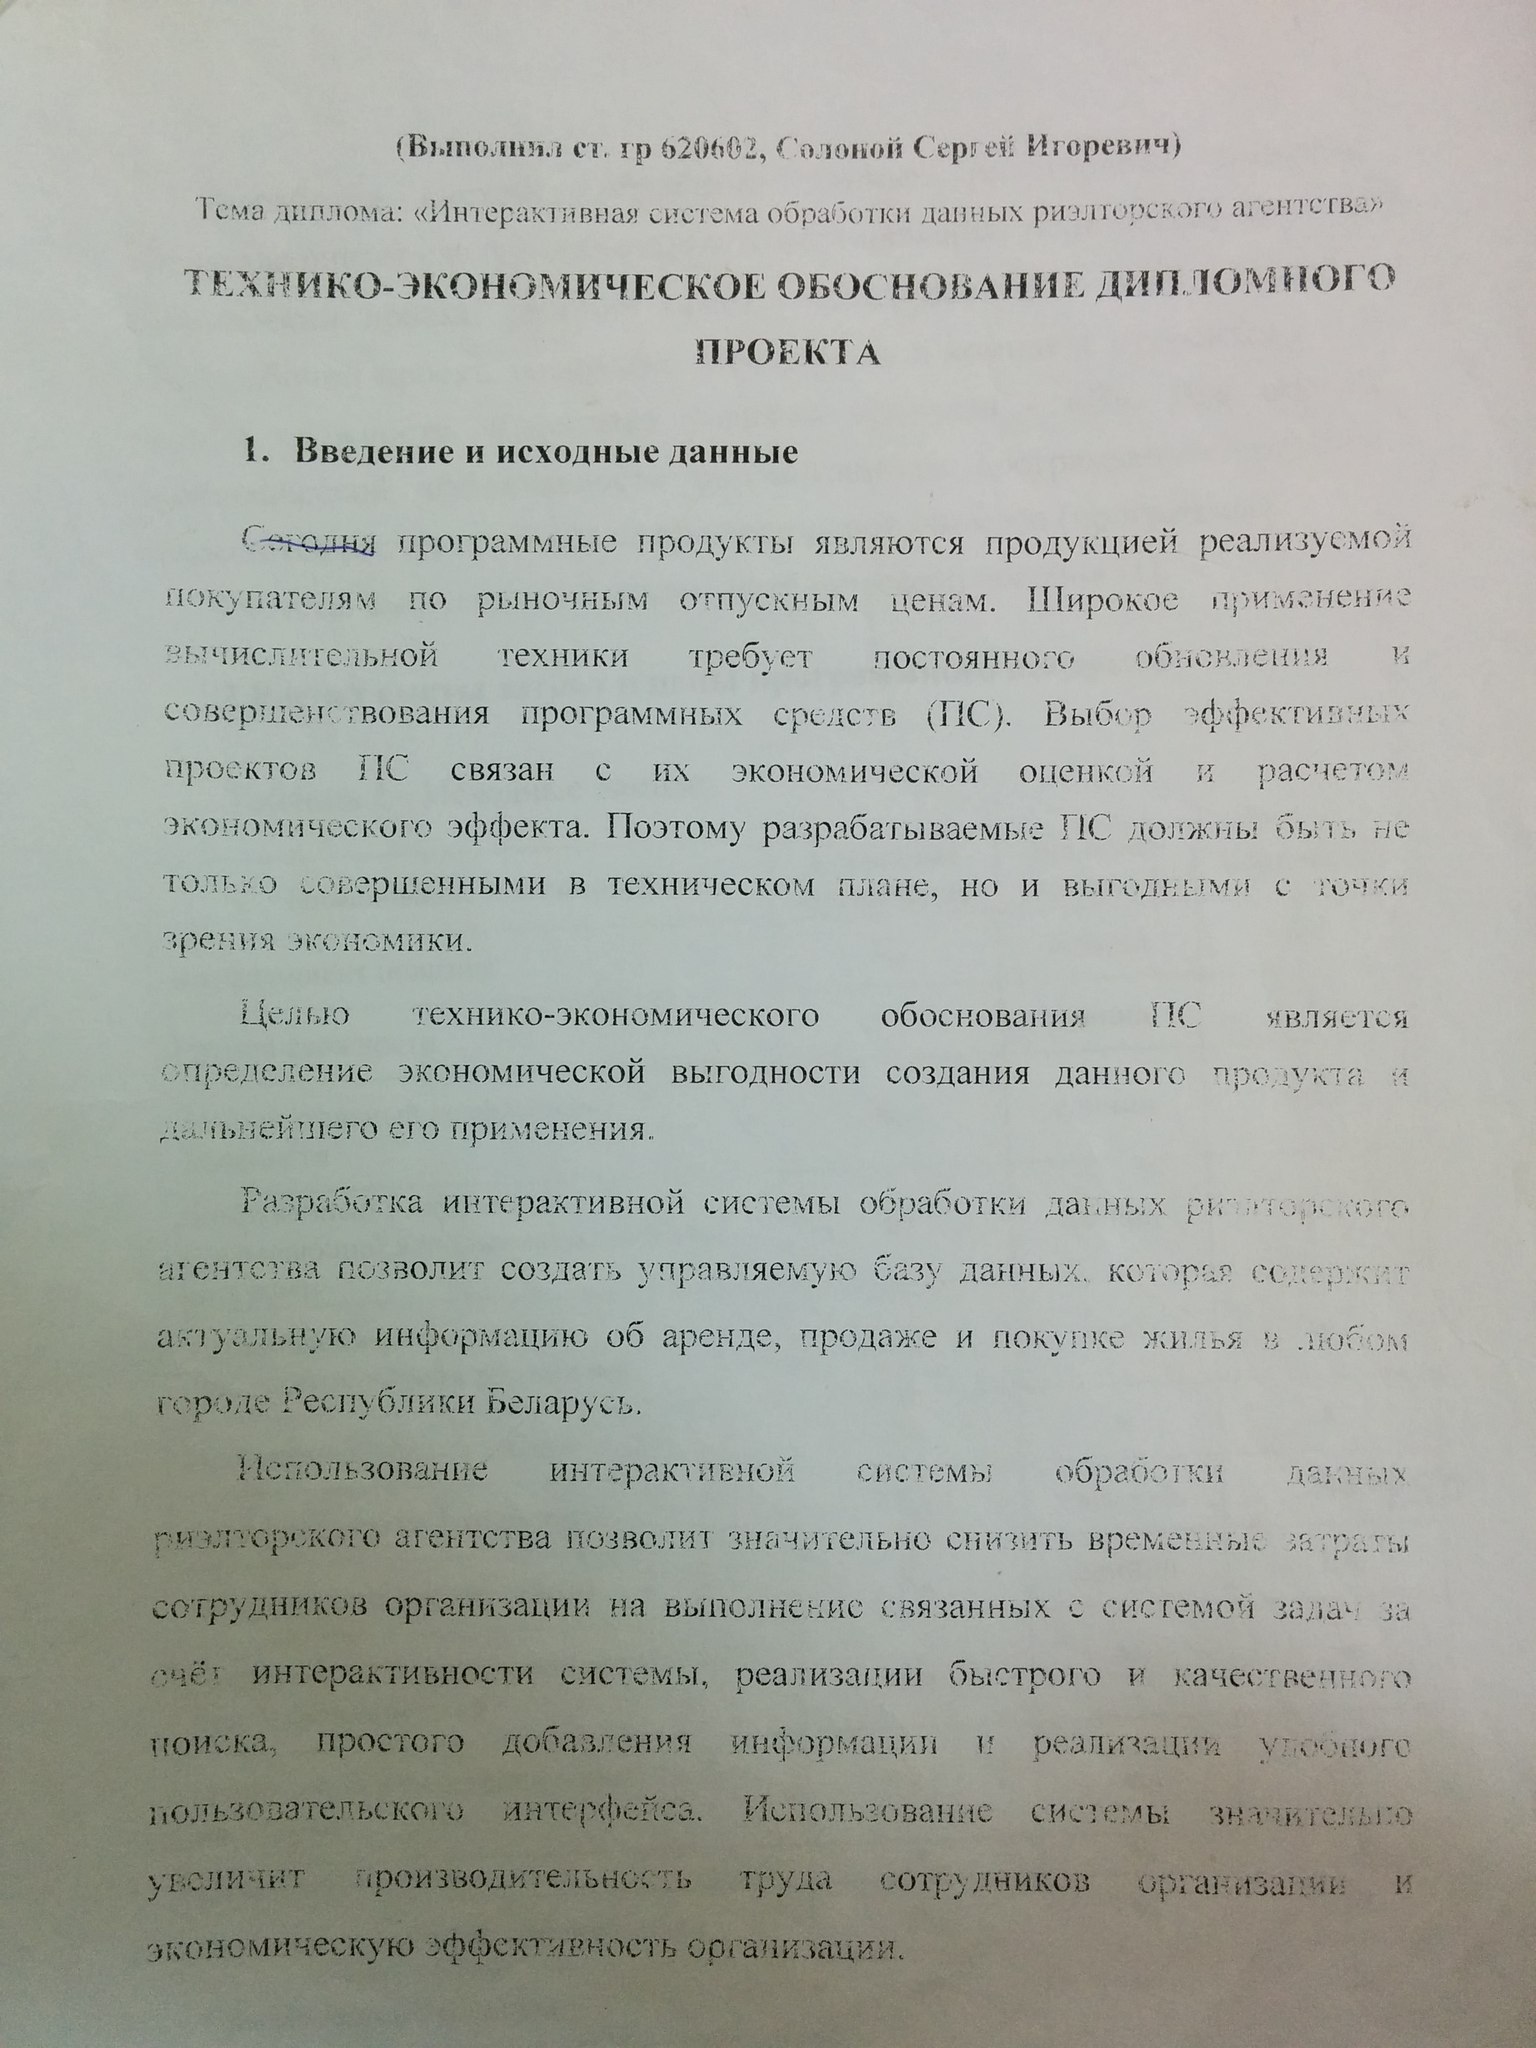 (Выполнил ст. гр 620602, Солоной Сергей Игоревич)
Тема диплома: «Интерактивная система обработки данных риэлторского агентства»
ТЕХНИКО-ЭКОНОМИЧЕСКОЕ ОБОСНОВАНИЕ ДИПЛОМНОГО
ПРОЕКТА
1. Введение и исходные данные
Сегодня программные продукты являются продукцией реализуемой
покупателям по рыночным отпускным ценам. Широкое применение
вычислительной техники требует постоянного обновления и
совершенствования программных средств (ПС). Выбор эффективных
проектов ПС связан с их экономической оценкой и расчетом
экономического эффекта. Поэтому разрабатываемые ПС должны быть не
только совершенными в техническом плане, но и выгодными с точки
зрения экономики.
Целью технико-экономического обоснования ПС является
определение экономической выгодности создания данного продукта и
дальнейшего его применения.
Разработка интерактивной системы обработки данных риэлторского
агентства позволит создать управляемую базу данных, которая содержит
актуальную информацию об аренде, продаже и покупке жилья в любом
городе Республики Беларусь.
Использование интерактивной системы обработки данных
риэлторского агентства позволит значительно снизить временные затраты
сотрудников организации на выполнение связанных с системой задач за
счёт интерактивности системы, реализации быстрого и качественного
поиска, простого добавления информации и реализации удобного
пользовательского интерфейса. Использование системы значительно
увеличит производительность труда сотрудников организации и
экономическую эффективность организации.